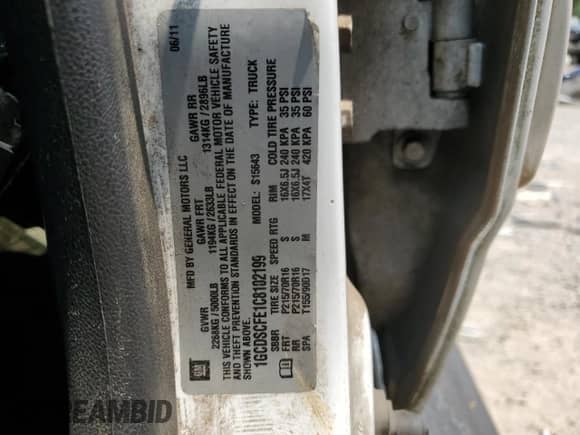 MFD BY GENERAL MOTORS LLC 06/11
GVWR GAWR FRT GAWR RR
2268KG / 5000LB 1194KG / 2633LB 1314KG / 2896LB
THIS VEHICLE CONFORMS TO ALL APPLICABLE FEDERAL MOTOR VEHICLE SAFETY
AND THEFT PREVENTION STANDARDS IN EFFECT ON THE DATE OF MANUFACTURE
SHOWN ABOVE.
1GCDSCFE1C8102199 MODEL: S15643 TYPE: TRUCK
SBBR TIRE SIZE SPEED RTG RIM COLD TIRE PRESSURE
FRT P215/70R16 S 16X6.5J 240 KPA 35 PSI
RR P215/70R16 S 16X6.5J 240 KPA 35 PSI
SPA T155/90D17 M 17X4T 420 KPA 60 PSI
GM